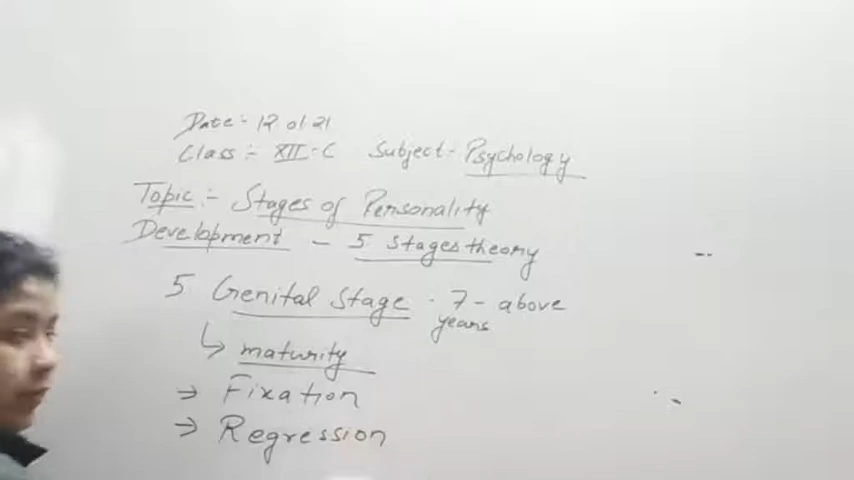 Date:- 12 01 21
Class :- XII-C Subject- Psychology
Topic :- Stages of Personality
Development - 5 stages theory
5 Genital Stage . 7 - above
years
↳ maturity
→ Fixation
→ Regression